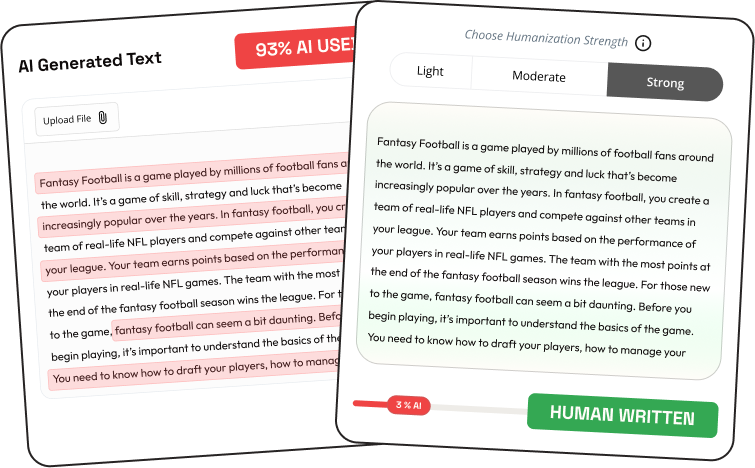 AI Generated Text
93% AI USE
Upload File
Fantasy Football is a game played by millions of football fans a
the world. It's a game of skill, strategy and luck that's become
increasingly popular over the years. In fantasy football, you cr
team of real-life NFL players and compete against other team
your league. Your team earns points based on the performan
your players in real-life NFL games. The team with the most
the end of the fantasy football season wins the league. For t
to the game, fantasy football can seem a bit daunting. Befo
begin playing, it's important to understand the basics of the
You need to know how to draft your players, how to manag
Choose Humanization Strength
Light
Moderate
Strong
Fantasy Football is a game played by millions of football fans around
the world. It's a game of skill, strategy and luck that's become
increasingly popular over the years. In fantasy football, you create a
team of real-life NFL players and compete against other teams in
your league. Your team earns points based on the performance of
your players in real-life NFL games. The team with the most points at
the end of the fantasy football season wins the league. For those new
to the game, fantasy football can seem a bit daunting. Before you
begin playing, it's important to understand the basics of the game.
You need to know how to draft your players, how to manage your
3 % AI
HUMAN WRITTEN